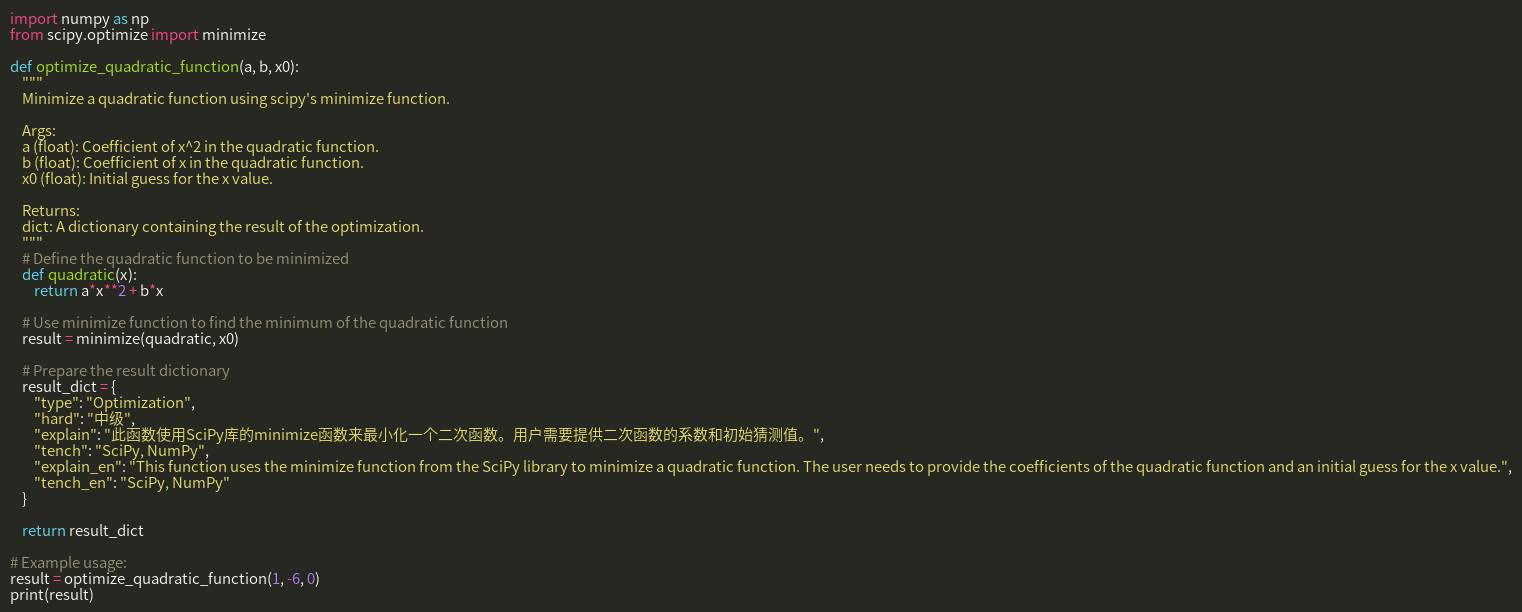 import numpy as np
from scipy.optimize import minimize

def optimize_quadratic_function(a, b, x0):
    """
    Minimize a quadratic function using scipy's minimize function.

    Args:
    a (float): Coefficient of x^2 in the quadratic function.
    b (float): Coefficient of x in the quadratic function.
    x0 (float): Initial guess for the x value.

    Returns:
    dict: A dictionary containing the result of the optimization.
    """
    # Define the quadratic function to be minimized
    def quadratic(x):
        return a*x**2 + b*x

    # Use minimize function to find the minimum of the quadratic function
    result = minimize(quadratic, x0)

    # Prepare the result dictionary
    result_dict = {
        "type": "Optimization",
        "hard": "中级",
        "explain": "此函数使用SciPy库的minimize函数来最小化一个二次函数。用户需要提供二次函数的系数和初始猜测值。",
        "tench": "SciPy, NumPy",
        "explain_en": "This function uses the minimize function from the SciPy library to minimize a quadratic function. The user needs to provide the coefficients of the quadratic function and an initial guess for the x value.",
        "tench_en": "SciPy, NumPy"
    }

    return result_dict

# Example usage:
result = optimize_quadratic_function(1, -6, 0)
print(result)